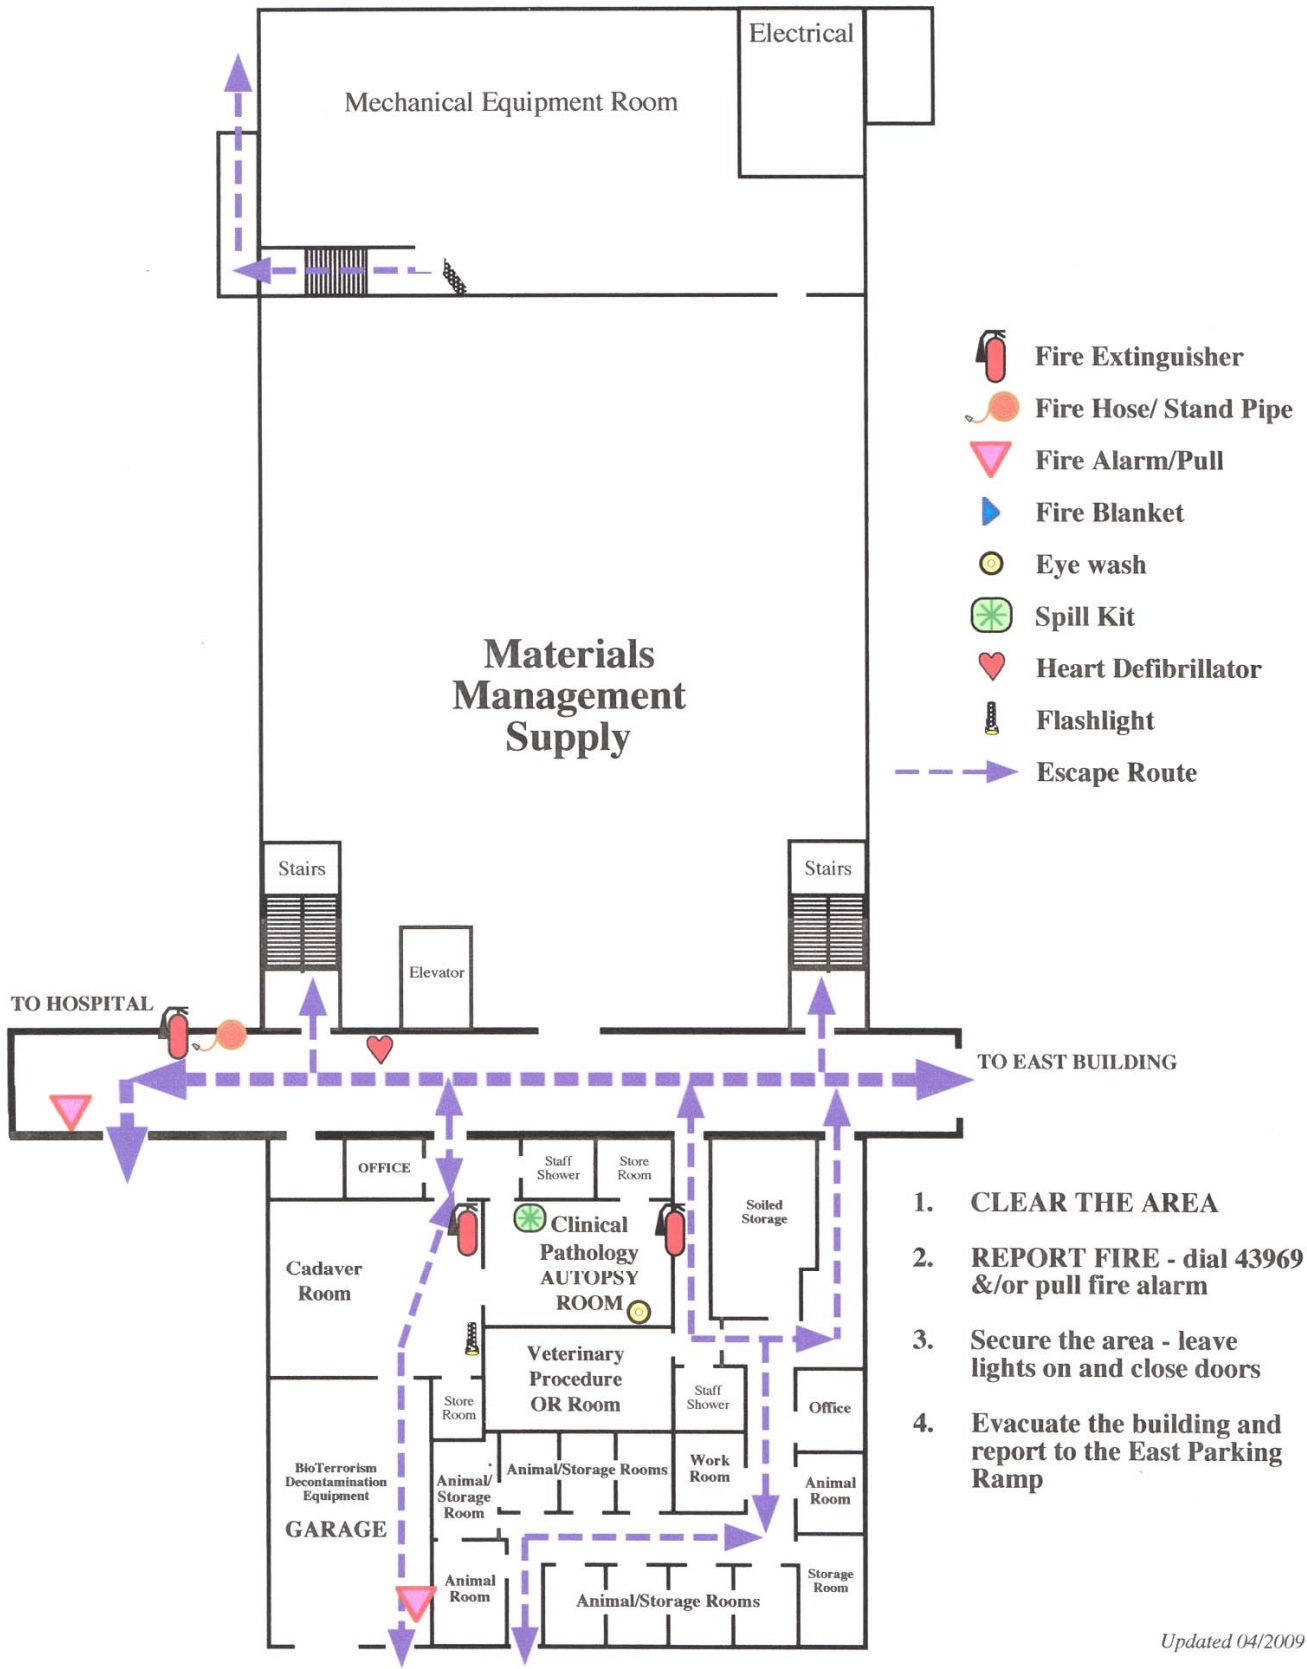 Electrical
Mechanical Equipment Room
Fire Extinguisher
Fire Hose/ Stand Pipe
Fire Alarm/Pull
Fire Blanket
Eye wash
Spill Kit
Heart Defibrillator
Flashlight
Escape Route
Materials
Management
Supply
Stairs
Stairs
Elevator
TO HOSPITAL
TO EAST BUILDING
OFFICE
Staff
Shower
Store
Room
Soiled
Storage
Clinical
Pathology
AUTOPSY
ROOM
Cadaver
Room
Veterinary
Procedure
OR Room
Staff
Shower
Store
Room
Office
BioTerrorism
Decontamination
Equipment
GARAGE
Animal/
Storage
Room
Animal/Storage Rooms
Work
Room
Animal
Room
Animal
Room
Animal/Storage Rooms
Storage
Room
1. CLEAR THE AREA
2. REPORT FIRE - dial 43969
&/or pull fire alarm
3. Secure the area - leave
lights on and close doors
4. Evacuate the building and
report to the East Parking
Ramp
Updated 04/2009